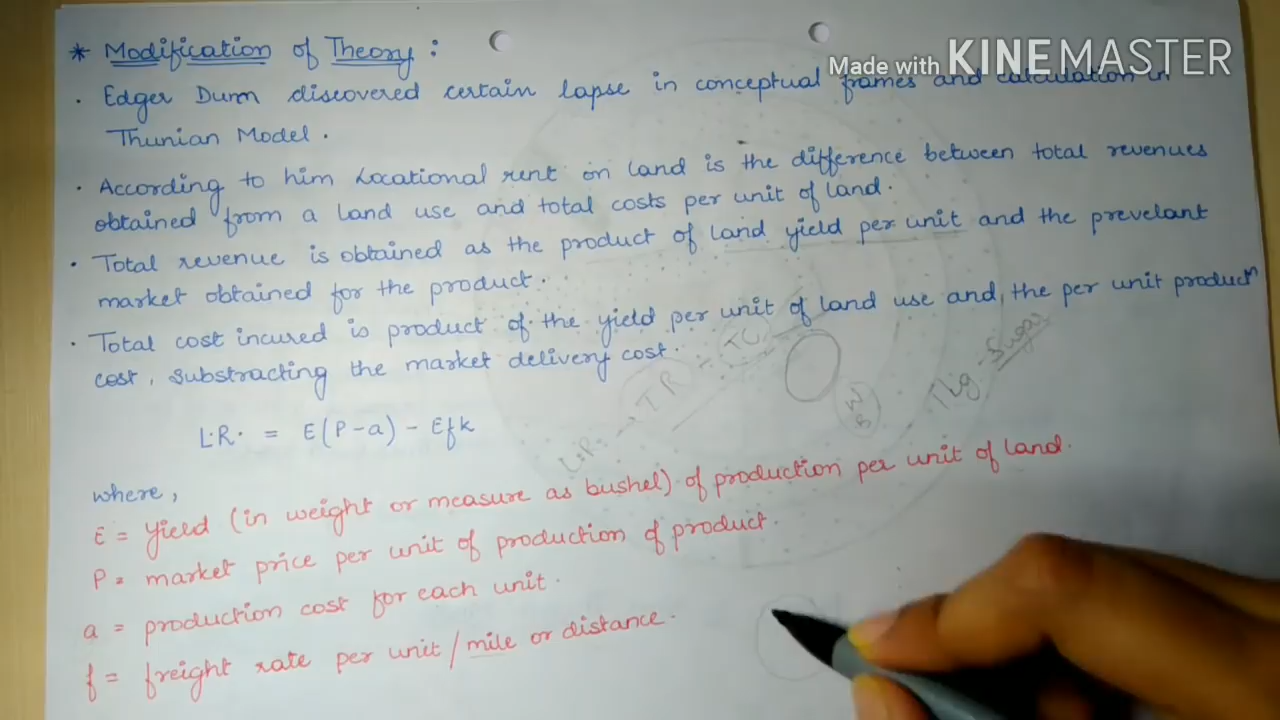 * Modification of Theory :
Made with KINEMASTER
. Edger Dunn discovered certain lapse in conceptual frames and calculation in
Thunian Model.
. According to him Locational rent on land is the difference between total revenues
obtained from a land use and total costs per unit of land.
. Total revenue is obtained as the product of land yield per unit and the prevelant
market obtained for the product.
. Total cost incured is product of the yield per unit of land use and, the per unit productn
cost, substracting the market delivery cost.
L.R. = E(P-a) - Efk
where,
E = yield (in weight or measure as bushel) of production per unit of land.
P = market price per unit of production of product.
a = production cost for each unit.
f = freight rate per unit/mile or distance.